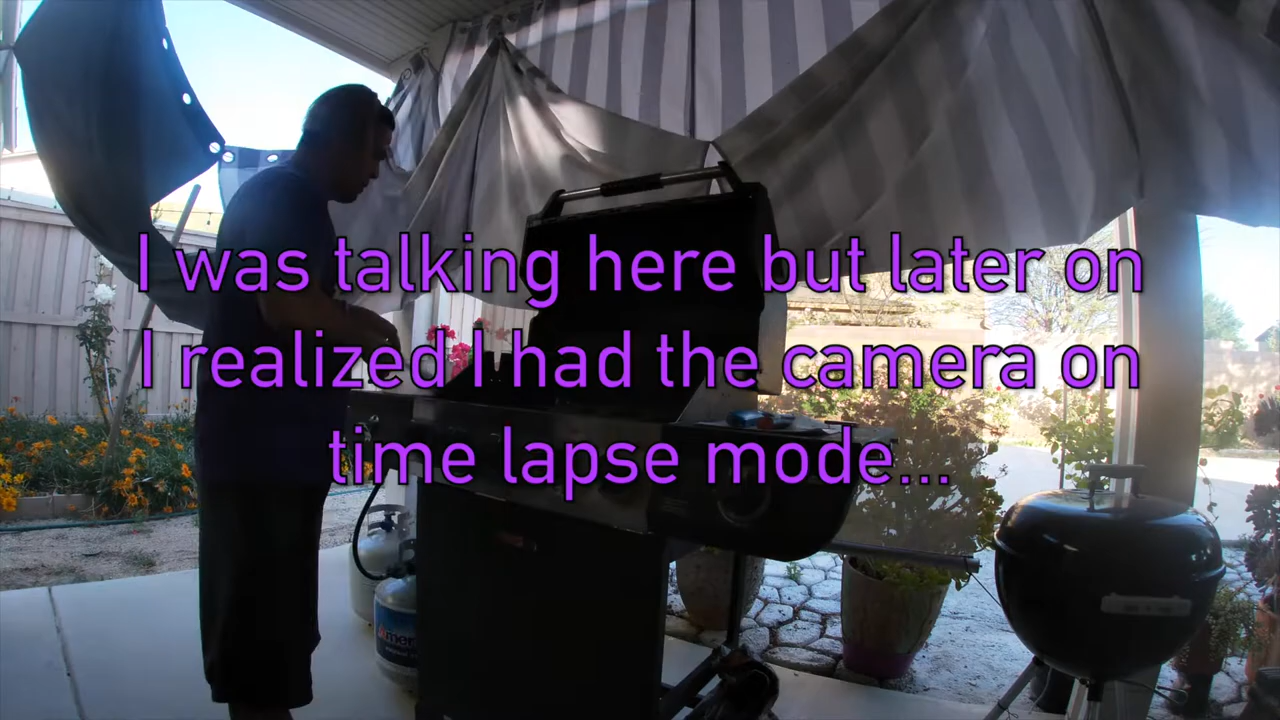 I was talking here but later on
I realized I had the camera on
time lapse mode...